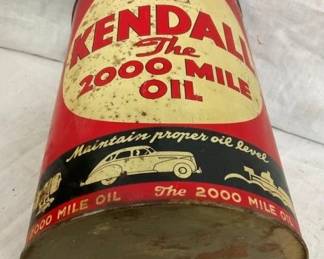 KENDALL
The
2000 MILE
OIL
Maintain proper oil level
2000 MILE OIL The 2000 MILE OIL